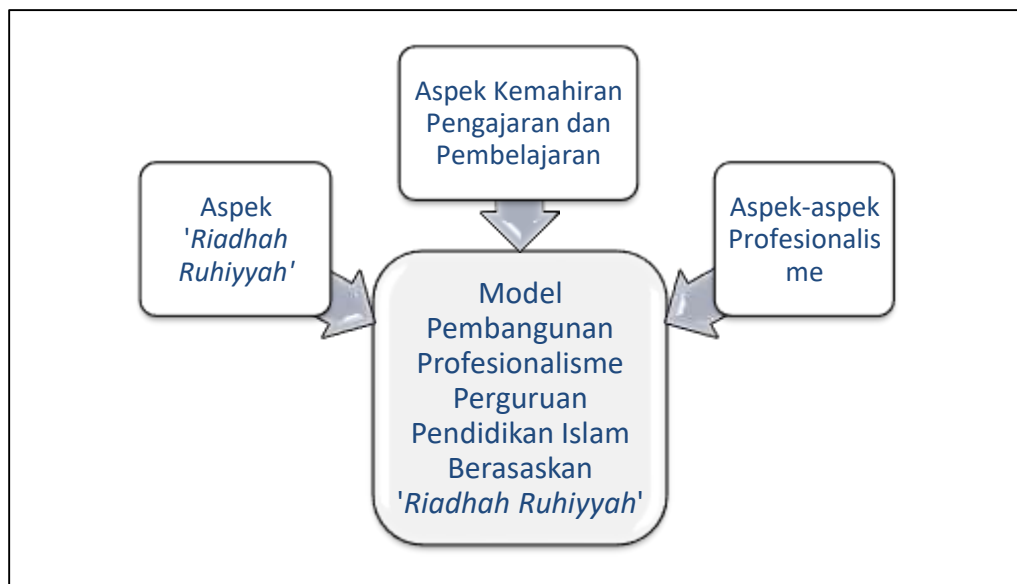 Aspek Kemahiran
Pengajaran dan
Pembelajaran
Aspek
'Riadhah
Ruhiyyah'
Aspek-aspek
Profesionalis
me
Model
Pembangunan
Profesionalisme
Perguruan
Pendidikan Islam
Berasaskan
'Riadhah Ruhiyyah'